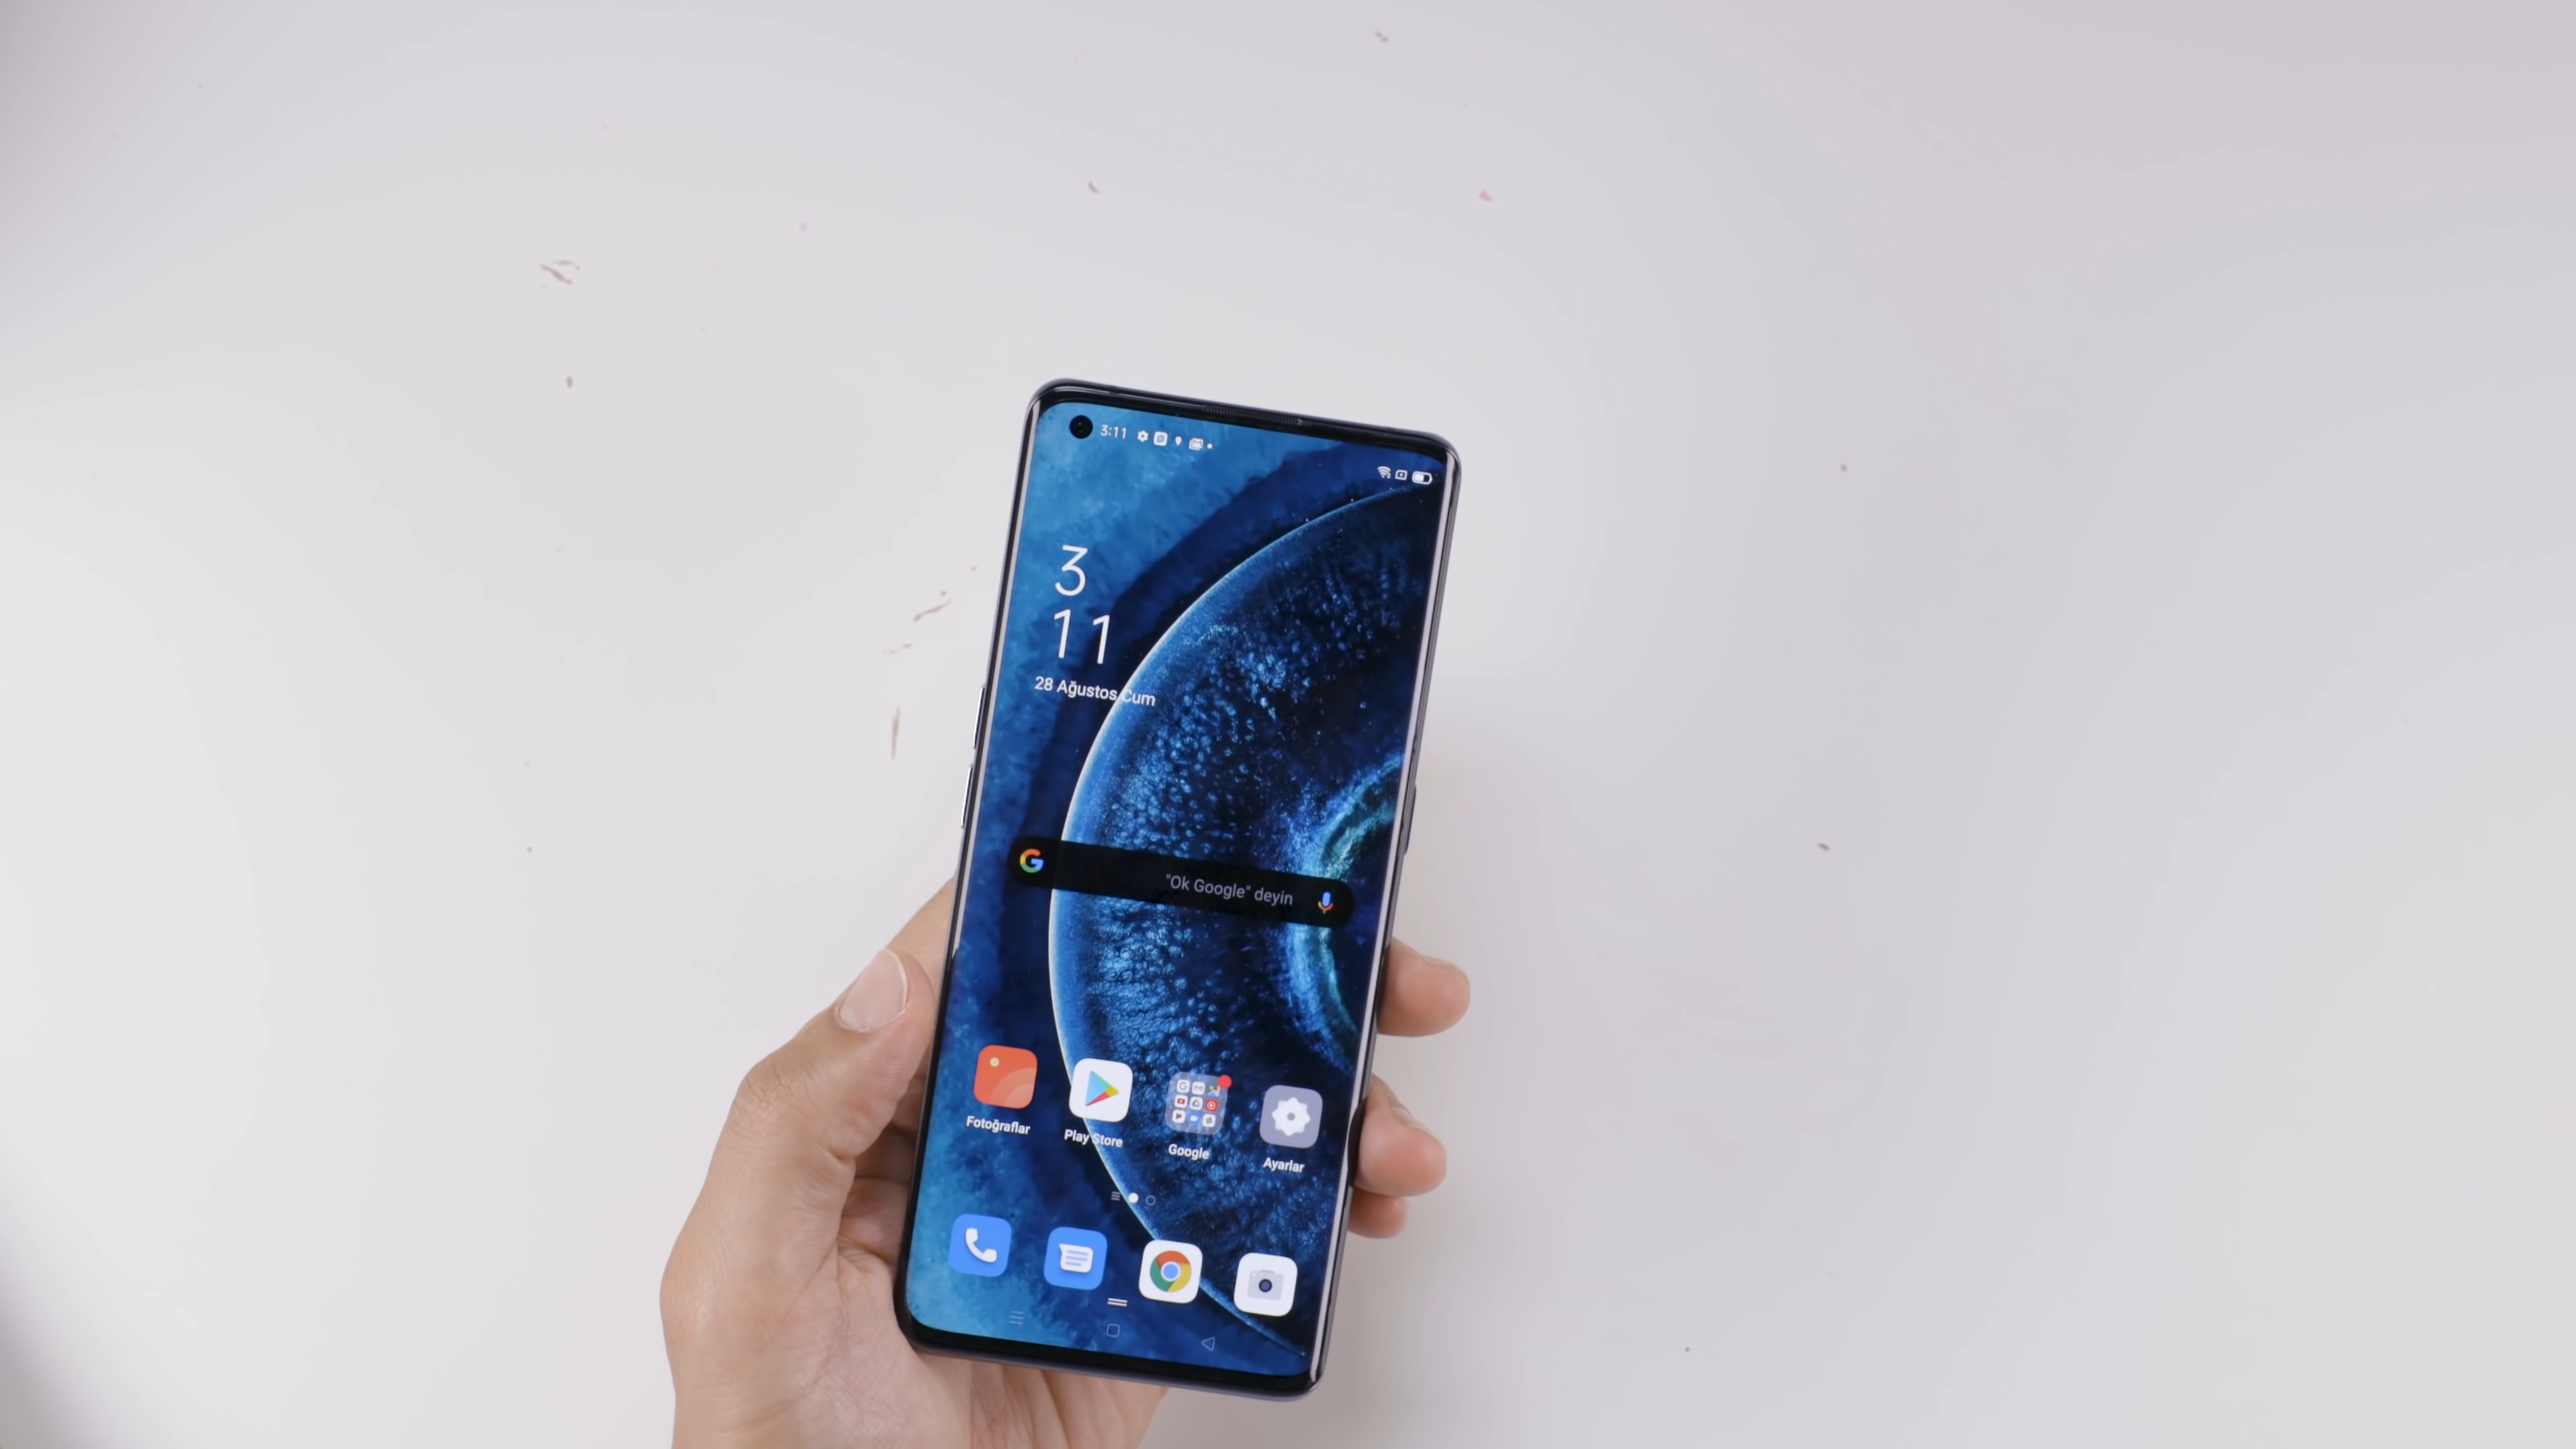 3:11
3
11
28 Ağustos Cum
"Ok Google" deyin
Fotoğraflar
Play Store
Google
Ayarlar